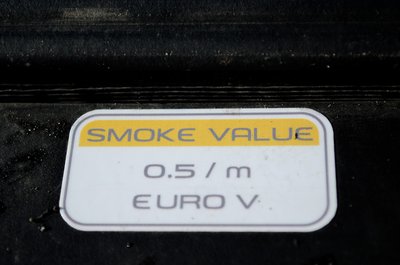 SMOKE VALUE
0.5 / m
EURO V